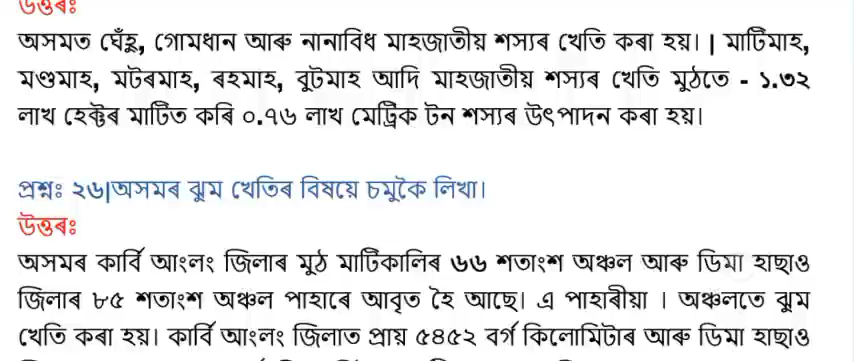 উত্তৰঃ
অসমত ঘেঁহু, গোমধান আৰু নানাবিধ মাহজাতীয় শস্যৰ খেতি কৰা হয়। | মাটিমাহ,
মগুমাহ, মটৰমাহ, ৰহমাহ, বুটমাহ আদি মাহজাতীয় শস্যৰ খেতি মুঠতে - ১.৩২
লাখ হেক্টৰ মাটিত কৰি ০.৭৬ লাখ মেট্ৰিক টন শস্যৰ উৎপাদন কৰা হয়।
প্ৰশ্নঃ ২৬|অসমৰ ঝুম খেতিৰ বিষয়ে চমুকৈ লিখা।
উত্তৰঃ
অসমৰ কাৰ্বি আংলং জিলাৰ মুঠ মাটিকালিৰ ৬৬ শতাংশ অঞ্চল আৰু ডিমা হাছাও
জিলাৰ ৮৫ শতাংশ অঞ্চল পাহাৰে আবৃত হৈ আছে। এ পাহাৰীয়া । অঞ্চলতে ঝুম
খেতি কৰা হয়। কাৰ্বি আংলং জিলাত প্ৰায় ৫৪৫২ বৰ্গ কিলোমিটাৰ আৰু ডিমা হাছাও